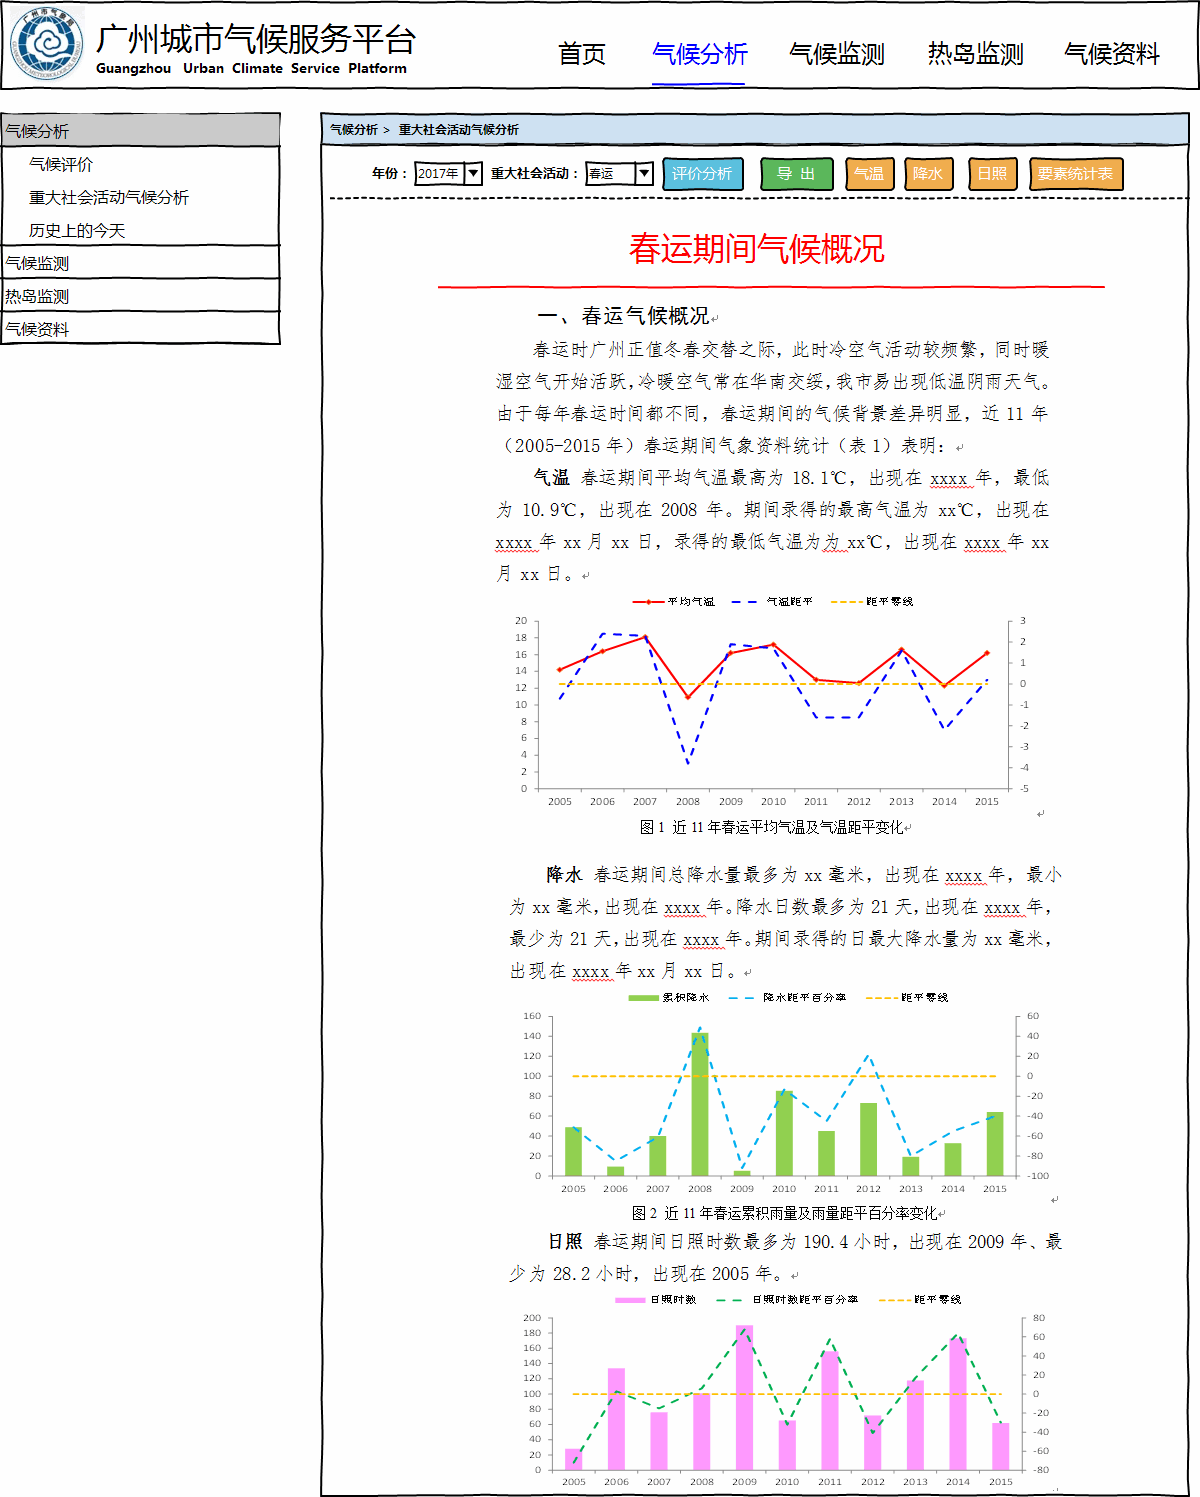 广州城市气候服务平台
Guangzhou Urban Climate Service Platform
首页 气候分析 气候监测 热岛监测 气候资料
气候分析
气候评价
重大社会活动气候分析
历史上的今天
气候监测
热岛监测
气候资料
气候分析 > 重大社会活动气候分析
年份： 2017年 重大社会活动： 春运 评价分析 导 出 气温 降水 日照 要素统计表
春运期间气候概况
一、春运气候概况
春运时广州正值冬春交替之际，此时冷空气活动较频繁，同时暖
湿空气开始活跃，冷暖空气常在华南交绥，我市易出现低温阴雨天气。
由于每年春运时间都不同，春运期间的气候背景差异明显，近 11 年
（2005-2015 年）春运期间气象资料统计（表 1）表明：
气温 春运期间平均气温最高为 18.1℃，出现在 xxxx 年，最低
为 10.9℃，出现在 2008 年。期间录得的最高气温为 xx℃，出现在
xxxx 年 xx 月 xx 日，录得的最低气温为为 xx℃，出现在 xxxx 年 xx
月 xx 日。
平均气温 气温距平 距平零线
20 18 16 14 12 10 8 6 4 2 0
3 2 1 0 -1 -2 -3 -4 -5
2005 2006 2007 2008 2009 2010 2011 2012 2013 2014 2015
图 1 近 11 年春运平均气温及气温距平变化
降水 春运期间总降水量最多为 xx 毫米，出现在 xxxx 年，最小
为 xx 毫米，出现在 xxxx 年。降水日数最多为 21 天，出现在 xxxx 年，
最少为 21 天，出现在 xxxx 年。期间录得的日最大降水量为 xx 毫米，
出现在 xxxx 年 xx 月 xx 日。
累积降水 降水距平百分率 距平零线
160 140 120 100 80 60 40 20 0
60 40 20 0 -20 -40 -60 -80 -100
2005 2006 2007 2008 2009 2010 2011 2012 2013 2014 2015
图 2 近 11 年春运累积雨量及雨量距平百分率变化
日照 春运期间日照时数最多为 190.4 小时，出现在 2009 年、最
少为 28.2 小时，出现在 2005 年。
日照时数 日照时数距平百分率 距平零线
200 180 160 140 120 100 80 60 40 20 0
80 60 40 20 0 -20 -40 -60 -80
2005 2006 2007 2008 2009 2010 2011 2012 2013 2014 2015